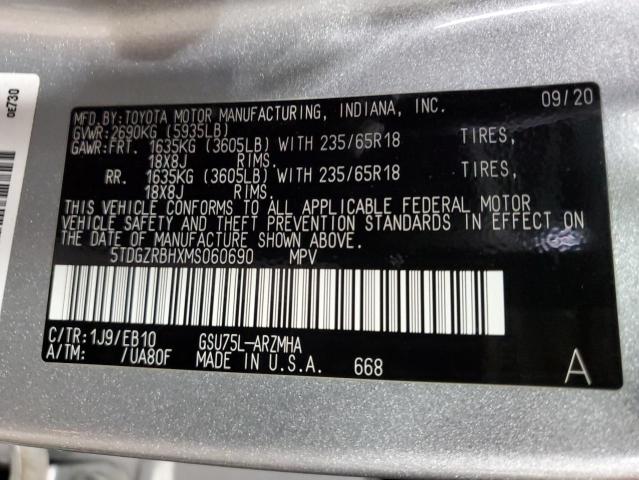 0E730
MFD.BY:TOYOTA MOTOR MANUFACTURING, INDIANA, INC. 09/20
GVWR:2690KG (5935LB)
GAWR:FRT. 1635KG (3605LB) WITH 235/65R18 TIRES,
18X8J RIMS.
RR. 1635KG (3605LB) WITH 235/65R18 TIRES,
18X8J RIMS.
THIS VEHICLE CONFORMS TO ALL APPLICABLE FEDERAL MOTOR
VEHICLE SAFETY AND THEFT PREVENTION STANDARDS IN EFFECT ON
THE DATE OF MANUFACTURE SHOWN ABOVE.
5TDGZRBHXMS060690 MPV
C/TR:1J9/EB10 GSU75L-ARZMHA
A/TM: /UA80F MADE IN U.S.A. 668 A